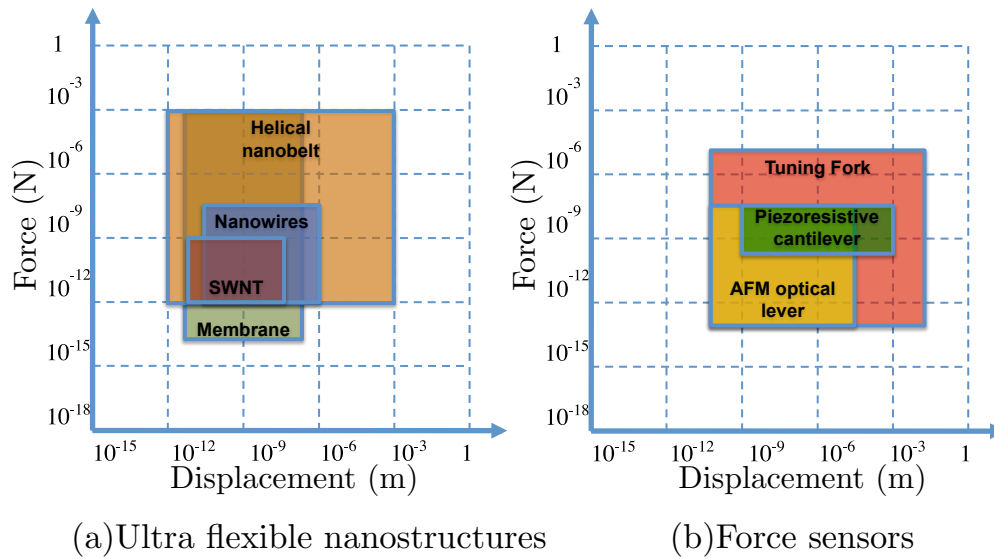 1
10⁻³
10⁻⁶
10⁻⁹
10⁻¹²
10⁻¹⁵
10⁻¹⁸
Force (N)
Helical
nanobelt
Nanowires
SWNT
Membrane
10⁻¹⁵ 10⁻¹² 10⁻⁹ 10⁻⁶ 10⁻³ 1
Displacement (m)
(a)Ultra flexible nanostructures
1
10⁻³
10⁻⁶
10⁻⁹
10⁻¹²
10⁻¹⁵
10⁻¹⁸
Force (N)
Tuning Fork
Piezoresistive
cantilever
AFM optical
lever
10⁻¹⁵ 10⁻¹² 10⁻⁹ 10⁻⁶ 10⁻³ 1
Displacement (m)
(b)Force sensors